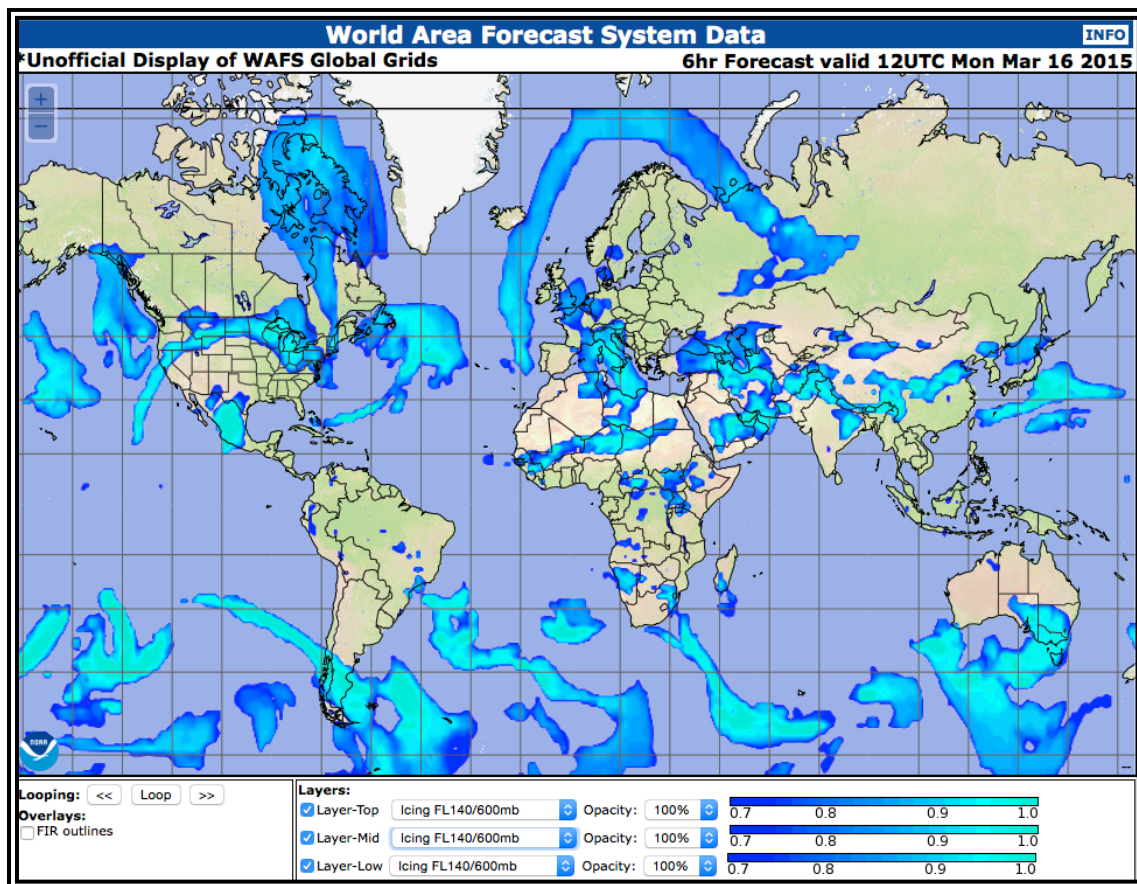 World Area Forecast System Data
INFO
*Unofficial Display of WAFS Global Grids
6hr Forecast valid 12UTC Mon Mar 16 2015
+
−
NOAA
Looping: << Loop >>
Overlays:
FIR outlines
Layers:
Layer-Top Icing FL140/600mb Opacity: 100% 0.7 0.8 0.9 1.0
Layer-Mid Icing FL140/600mb Opacity: 100% 0.7 0.8 0.9 1.0
Layer-Low Icing FL140/600mb Opacity: 100% 0.7 0.8 0.9 1.0